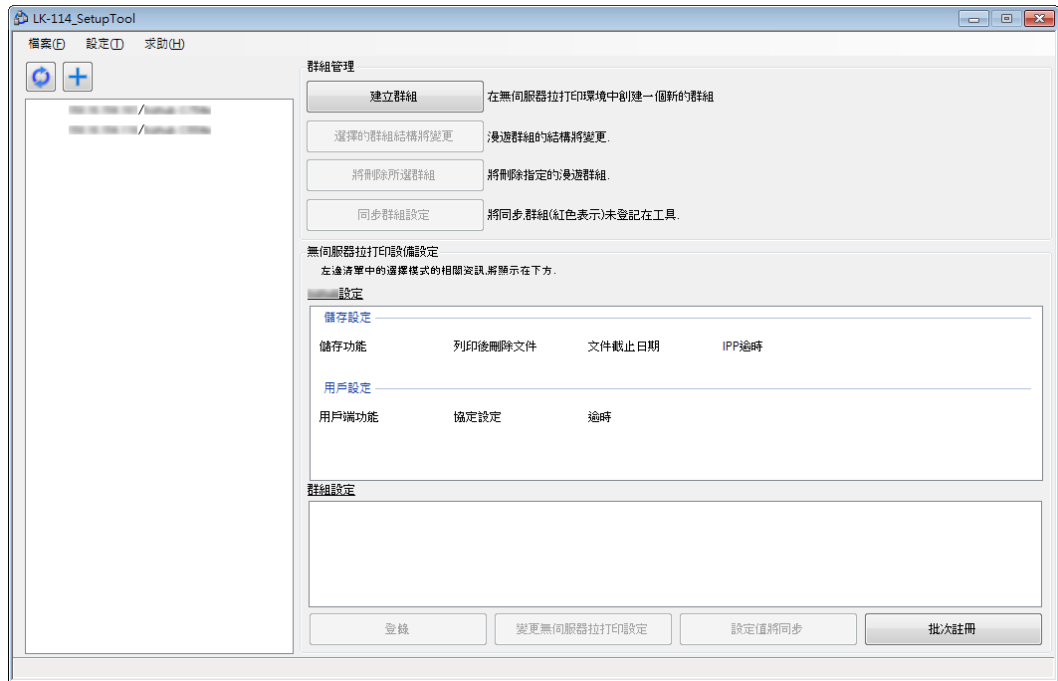 LK-114_SetupTool
檔案(F) 設定(T) 求助(H)
/
/
群組管理
建立群組 在無伺服器拉打印環境中創建一個新的群組
選擇的群組結構將變更 漫遊群組的結構將變更.
將刪除所選群組 將刪除指定的漫遊群組.
同步群組設定 將同步.群組(紅色表示)未登記在工具.
無伺服器拉打印設備設定
左邊清單中的選擇模式的相關資訊.將顯示在下方.
設定
儲存設定
儲存功能 列印後刪除文件 文件截止日期 IPP逾時
用戶設定
用戶端功能 協定設定 逾時
群組設定
登錄 變更無伺服器拉打印設定 設定值將同步 批次註冊